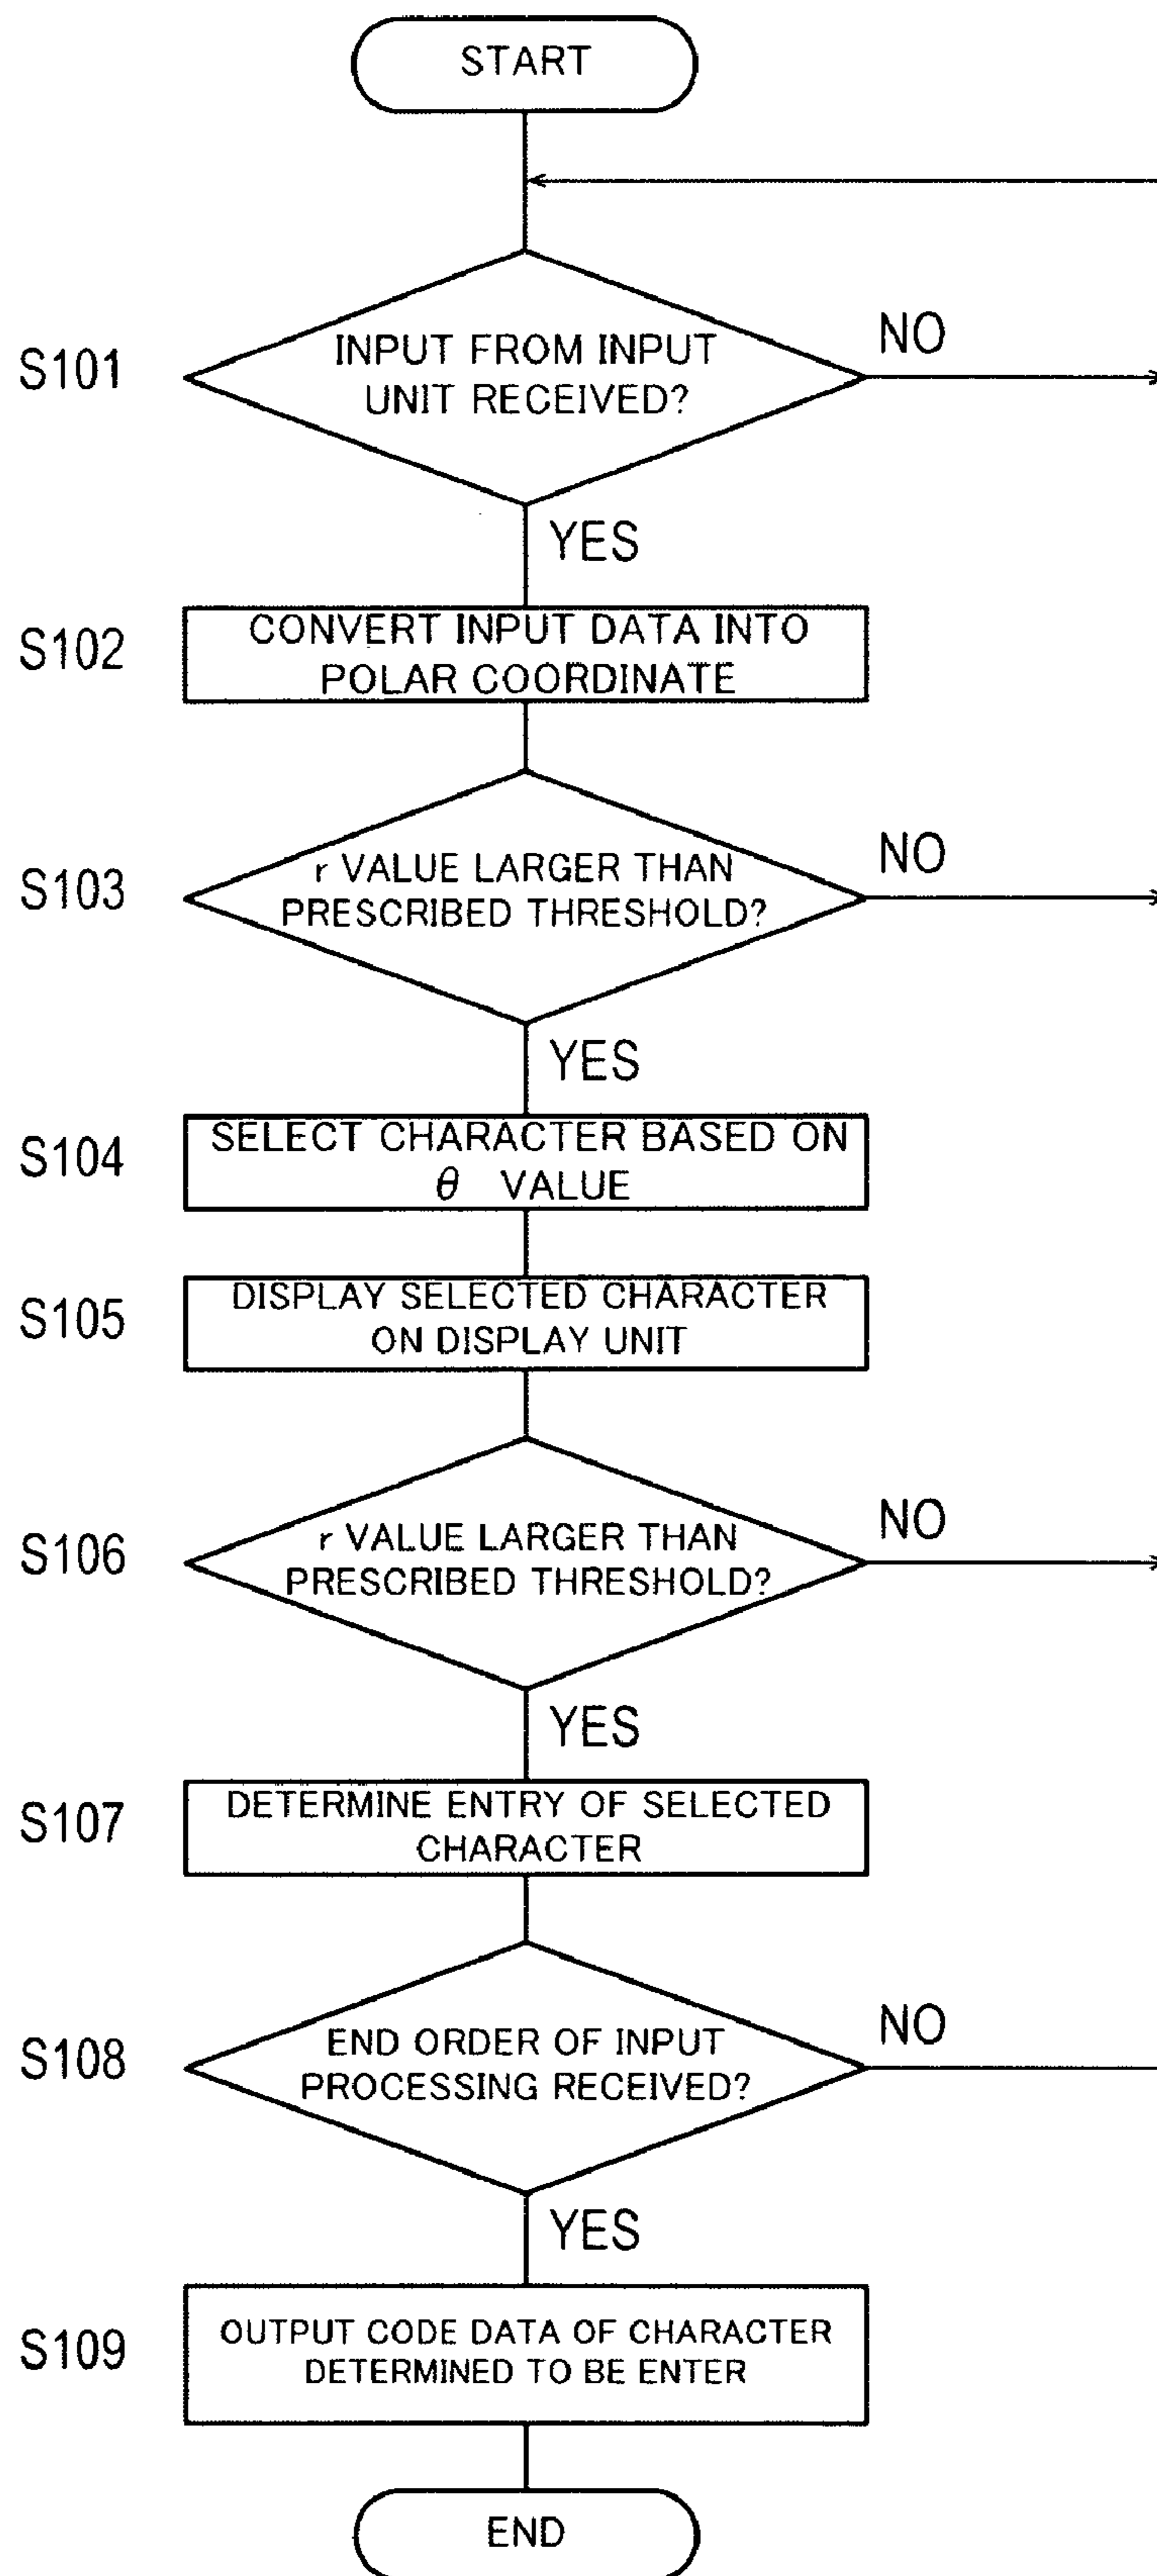 START
S101
INPUT FROM INPUT
UNIT RECEIVED?
NO
YES
S102
CONVERT INPUT DATA INTO
POLAR COORDINATE
S103
r VALUE LARGER THAN
PRESCRIBED THRESHOLD?
NO
YES
S104
SELECT CHARACTER BASED ON
θ VALUE
S105
DISPLAY SELECTED CHARACTER
ON DISPLAY UNIT
S106
r VALUE LARGER THAN
PRESCRIBED THRESHOLD?
NO
YES
S107
DETERMINE ENTRY OF SELECTED
CHARACTER
S108
END ORDER OF INPUT
PROCESSING RECEIVED?
NO
YES
S109
OUTPUT CODE DATA OF CHARACTER
DETERMINED TO BE ENTER
END